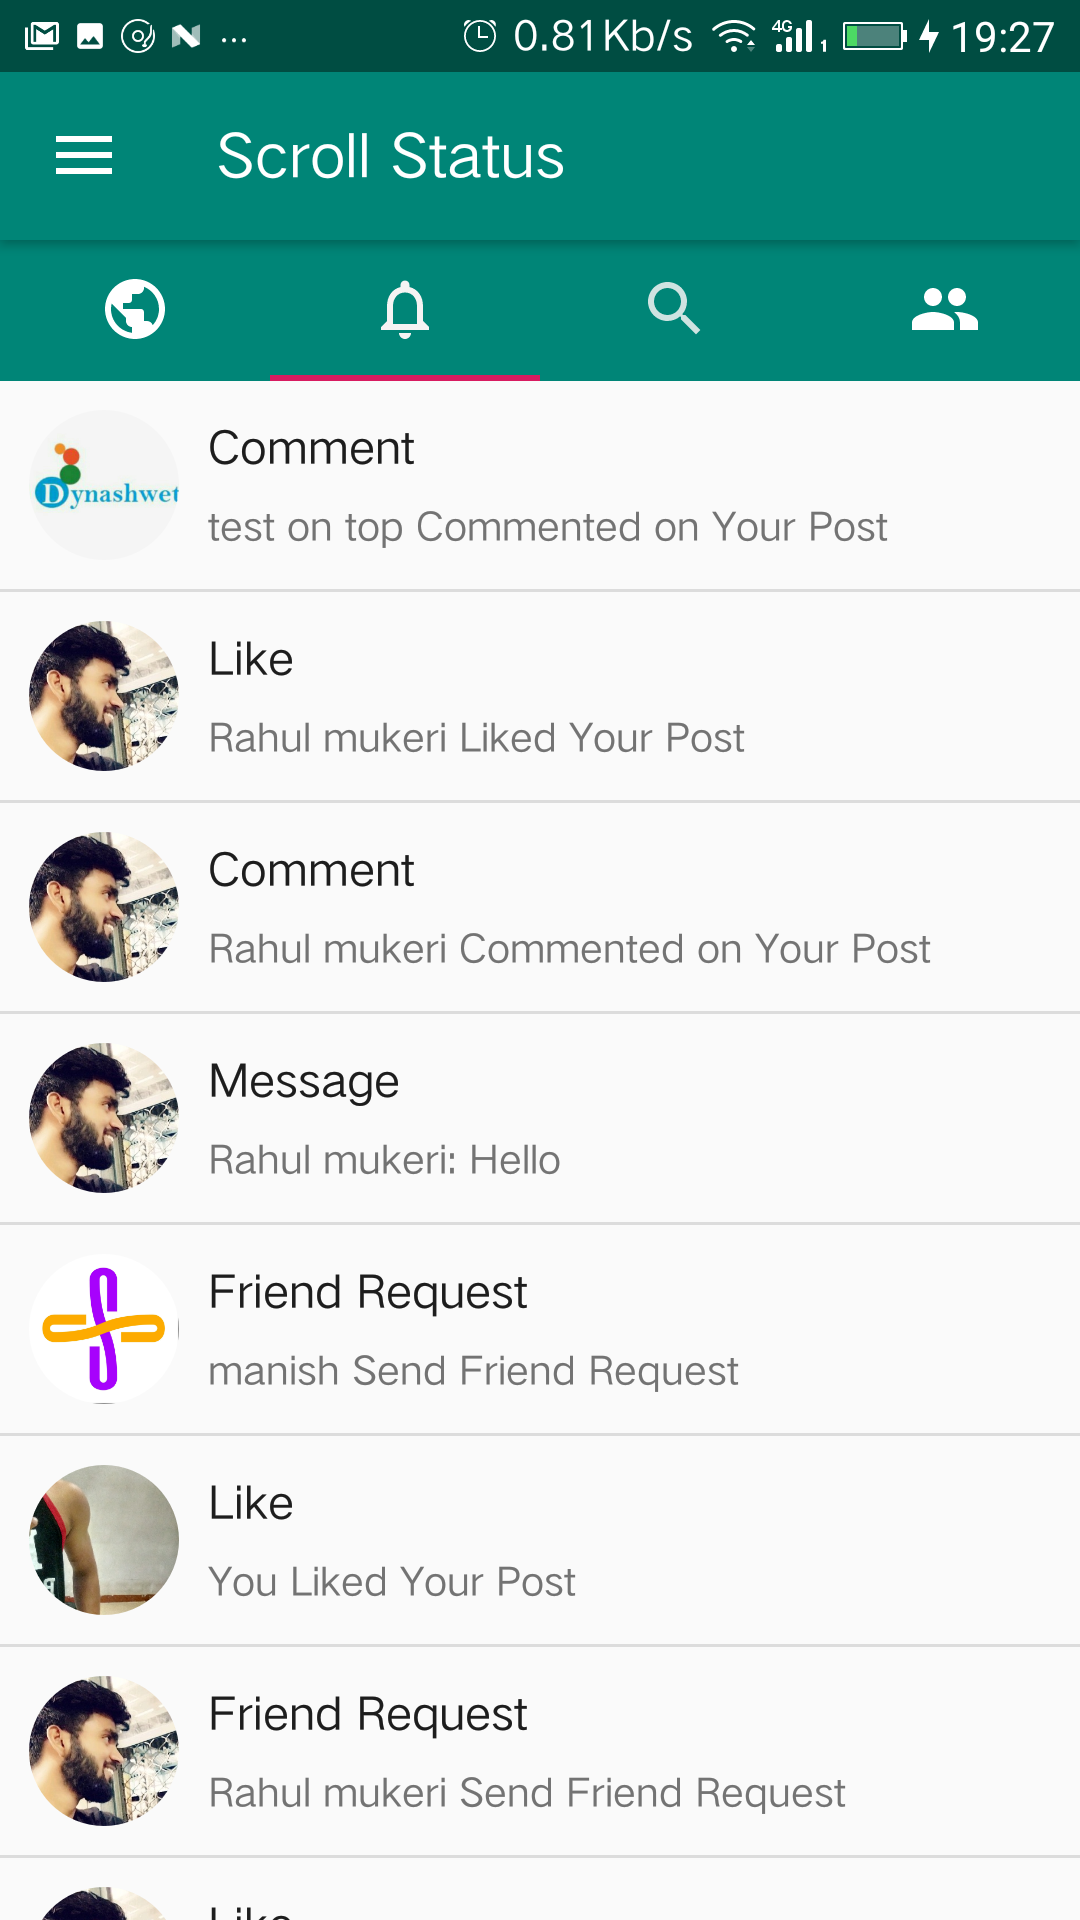 0.81Kb/s 4G 1 19:27
Scroll Status
Comment
Dynashwet
test on top Commented on Your Post
Like
Rahul mukeri Liked Your Post
Comment
Rahul mukeri Commented on Your Post
Message
Rahul mukeri: Hello
Friend Request
manish Send Friend Request
Like
You Liked Your Post
Friend Request
Rahul mukeri Send Friend Request
Like